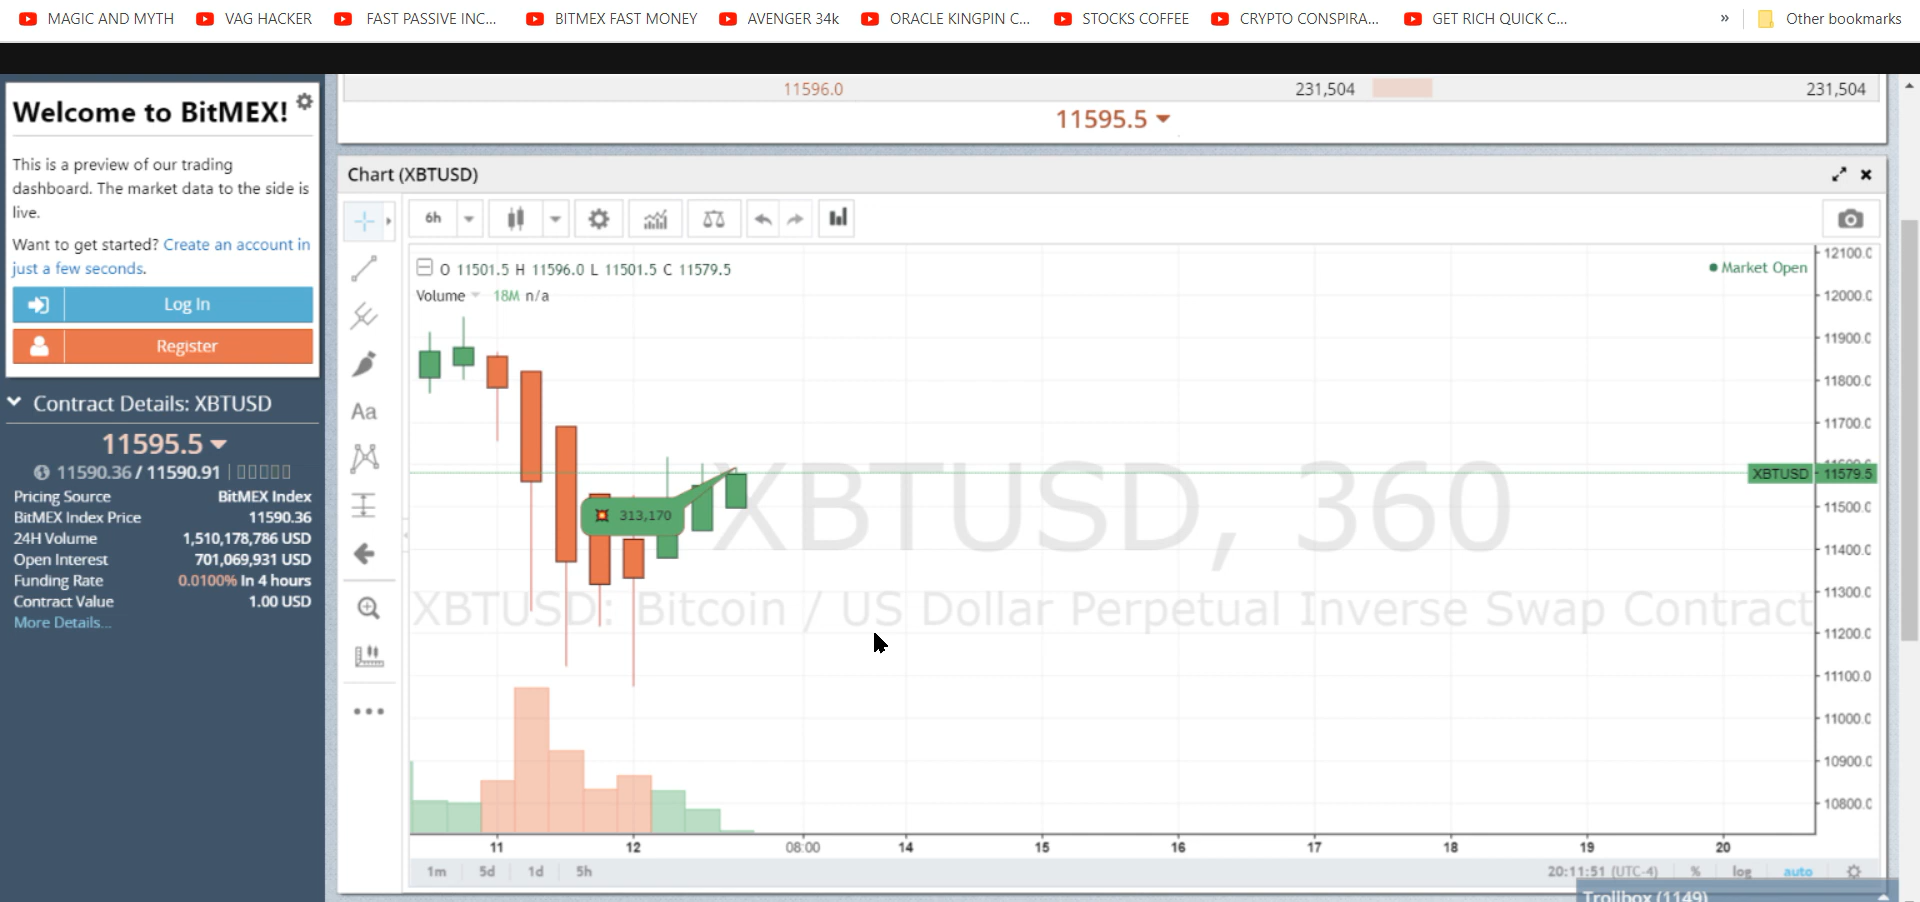 MAGIC AND MYTH VAG HACKER FAST PASSIVE INC... BITMEX FAST MONEY AVENGER 34k ORACLE KINGPIN C... STOCKS COFFEE CRYPTO CONSPIRA... GET RICH QUICK C... » Other bookmarks
11596.0 231,504 231,504
11595.5
Welcome to BitMEX!
This is a preview of our trading
dashboard. The market data to the side is
live.
Want to get started? Create an account in
just a few seconds.
Log In
Register
Contract Details: XBTUSD
11595.5
11590.36 / 11590.91
Pricing Source BitMEX Index
BitMEX Index Price 11590.36
24H Volume 1,510,178,786 USD
Open Interest 701,069,931 USD
Funding Rate 0.0100% In 4 hours
Contract Value 1.00 USD
More Details...
Chart (XBTUSD)
6h
Aa
O 11501.5 H 11596.0 L 11501.5 C 11579.5
Market Open
Volume 18M n/a
313,170
XBTUSD, 360
XBTUSD: Bitcoin / US Dollar Perpetual Inverse Swap Contract
12100.0
12000.0
11900.0
11800.0
11700.0
XBTUSD 11579.5
11500.0
11400.0
11300.0
11200.0
11100.0
11000.0
10900.0
10800.0
11 12 08:00 14 15 16 17 18 19 20
1m 5d 1d 5h 20:11:51 (UTC-4) % log auto
Trollbox (1149)